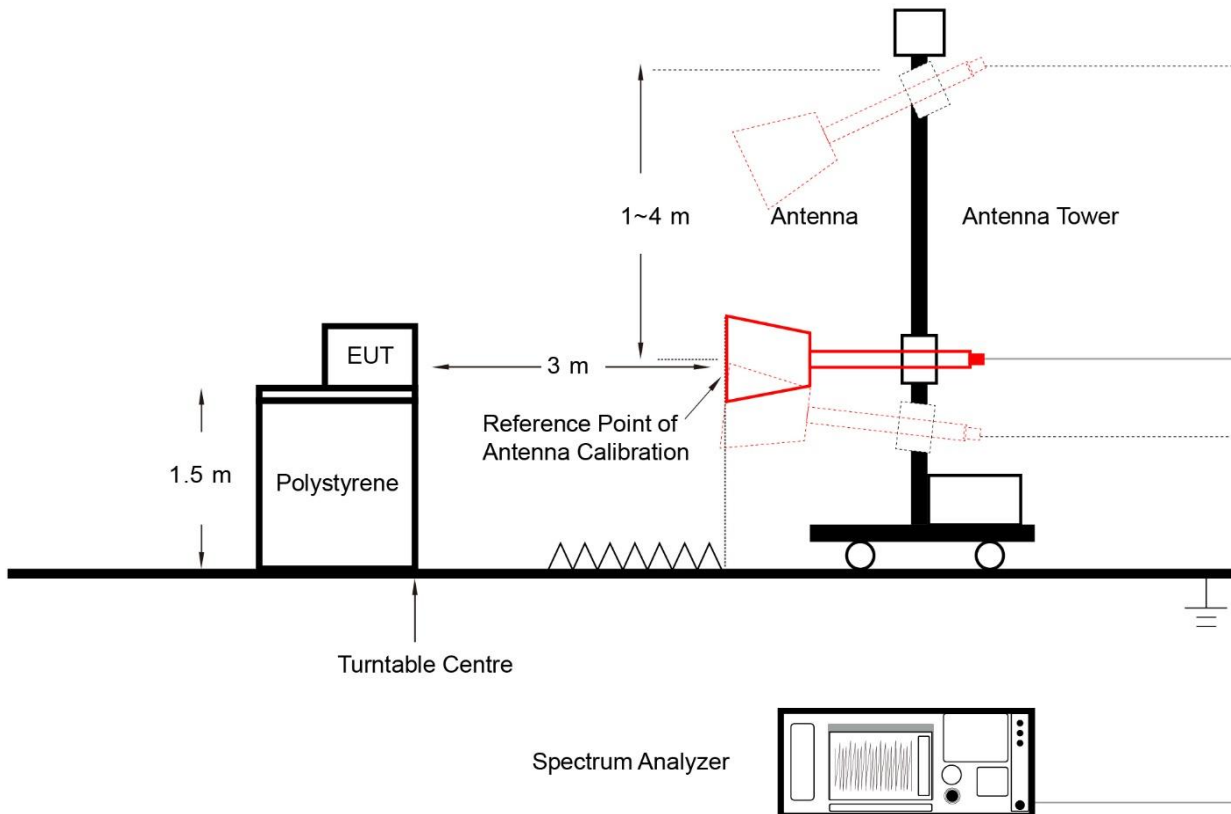 1~4 m
Antenna
Antenna Tower
EUT
3 m
Reference Point of
Antenna Calibration
1.5 m
Polystyrene
Turntable Centre
Spectrum Analyzer